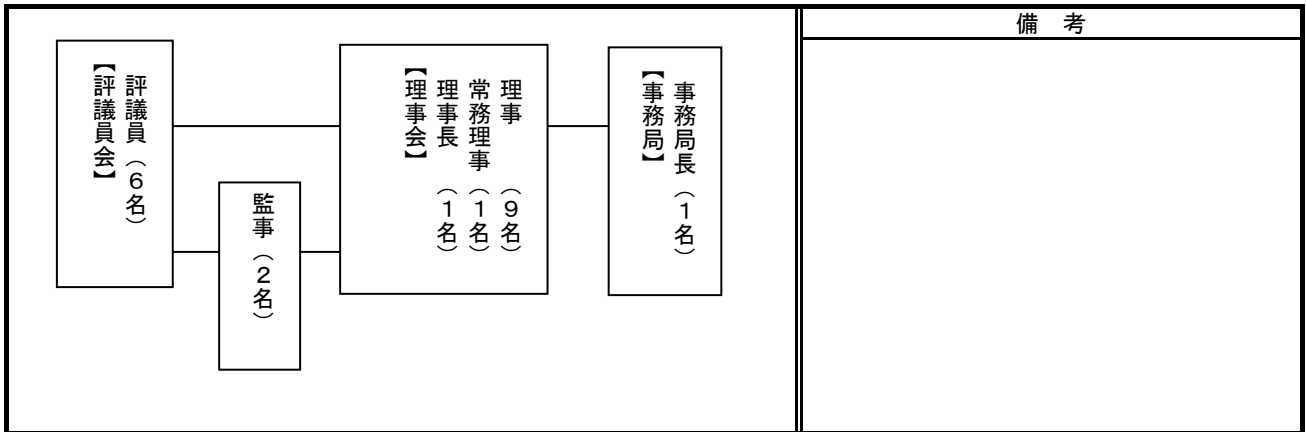 【評議員会】
評議員（６名）
監事（２名）
【理事会】
理事長　（１名）
常務理事（１名）
理事　　（９名）
【事務局】
事務局長（１名）
備　考